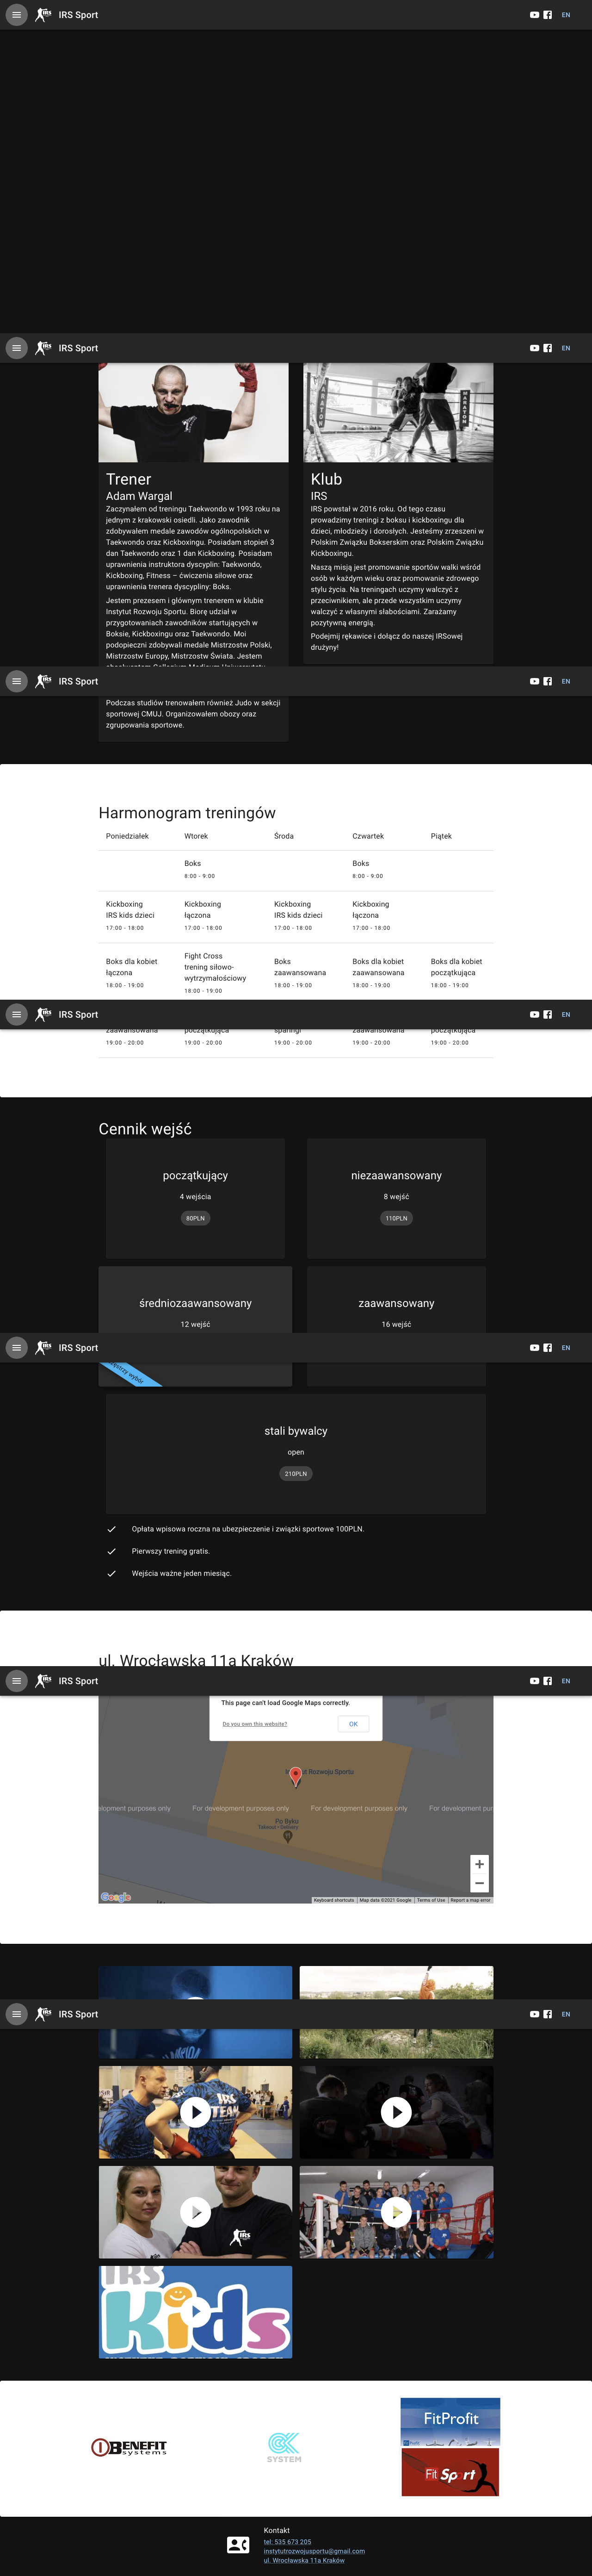 IRS Sport
EN
IRS Sport
EN
Trener
Adam Wargal
Zaczynałem od treningu Taekwondo w 1993 roku na
jednym z krakowski osiedli. Jako zawodnik
zdobywałem medale zawodów ogólnopolskich w
Taekwondo oraz Kickboxingu. Posiadam stopień 3
dan Taekwondo oraz 1 dan Kickboxing. Posiadam
uprawnienia instruktora dyscyplin: Taekwondo,
Kickboxing, Fitness – ćwiczenia siłowe oraz
uprawnienia trenera dyscypliny: Boks.
Jestem prezesem i głównym trenerem w klubie
Instytut Rozwoju Sportu. Biorę udział w
przygotowaniach zawodników startujących w
Boksie, Kickboxingu oraz Taekwondo. Moi
podopieczni zdobywali medale Mistrzostw Polski,
Mistrzostw Europy, Mistrzostw Świata. Jestem
Klub
IRS
IRS powstał w 2016 roku. Od tego czasu
prowadzimy treningi z boksu i kickboxingu dla
dzieci, młodzieży i dorosłych. Jesteśmy zrzeszeni w
Polskim Związku Bokserskim oraz Polskim Związku
Kickboxingu.
Naszą misją jest promowanie sportów walki wśród
osób w każdym wieku oraz promowanie zdrowego
stylu życia. Na treningach uczymy walczyć z
przeciwnikiem, ale przede wszystkim uczymy
walczyć z własnymi słabościami. Zarażamy
pozytywną energią.
Podejmij rękawice i dołącz do naszej IRSowej
drużyny!
IRS Sport
EN
Podczas studiów trenowałem również Judo w sekcji
sportowej CMUJ. Organizowałem obozy oraz
zgrupowania sportowe.
Harmonogram treningów
Poniedziałek Wtorek Środa Czwartek Piątek
Boks Boks
8:00 - 9:00 8:00 - 9:00
Kickboxing Kickboxing Kickboxing Kickboxing
IRS kids dzieci łączona IRS kids dzieci łączona
17:00 - 18:00 17:00 - 18:00 17:00 - 18:00 17:00 - 18:00
Boks dla kobiet Fight Cross Boks Boks dla kobiet Boks dla kobiet
łączona trening siłowo- zaawansowana zaawansowana początkująca
wytrzymałościowy
18:00 - 19:00 18:00 - 19:00 18:00 - 19:00 18:00 - 19:00 18:00 - 19:00
IRS Sport
EN
zaawansowana początkująca sparingi zaawansowana początkująca
19:00 - 20:00 19:00 - 20:00 19:00 - 20:00 19:00 - 20:00 19:00 - 20:00
Cennik wejść
początkujący
4 wejścia
80PLN
niezaawansowany
8 wejść
110PLN
średniozaawansowany
12 wejść
zaawansowany
16 wejść
IRS Sport
EN
wybór
stali bywalcy
open
210PLN
Opłata wpisowa roczna na ubezpieczenie i związki sportowe 100PLN.
Pierwszy trening gratis.
Wejścia ważne jeden miesiąc.
ul. Wrocławska 11a Kraków
IRS Sport
EN
This page can't load Google Maps correctly.
Do you own this website?
OK
Rozwoju Sportu
For development purposes only
For development purposes only
Po Byku
Google
Keyboard shortcuts
Map data ©2021 Google
Terms of Use
Report a map error
IRS Sport
EN
IRS
TEAM
IRS
IRS
Kids
BENEFIT
systems
OK
SYSTEM
FitProfit
Fit Sport
Kontakt
tel: 535 673 205
instytutrozwojusportu@gmail.com
ul. Wrocławska 11a Kraków